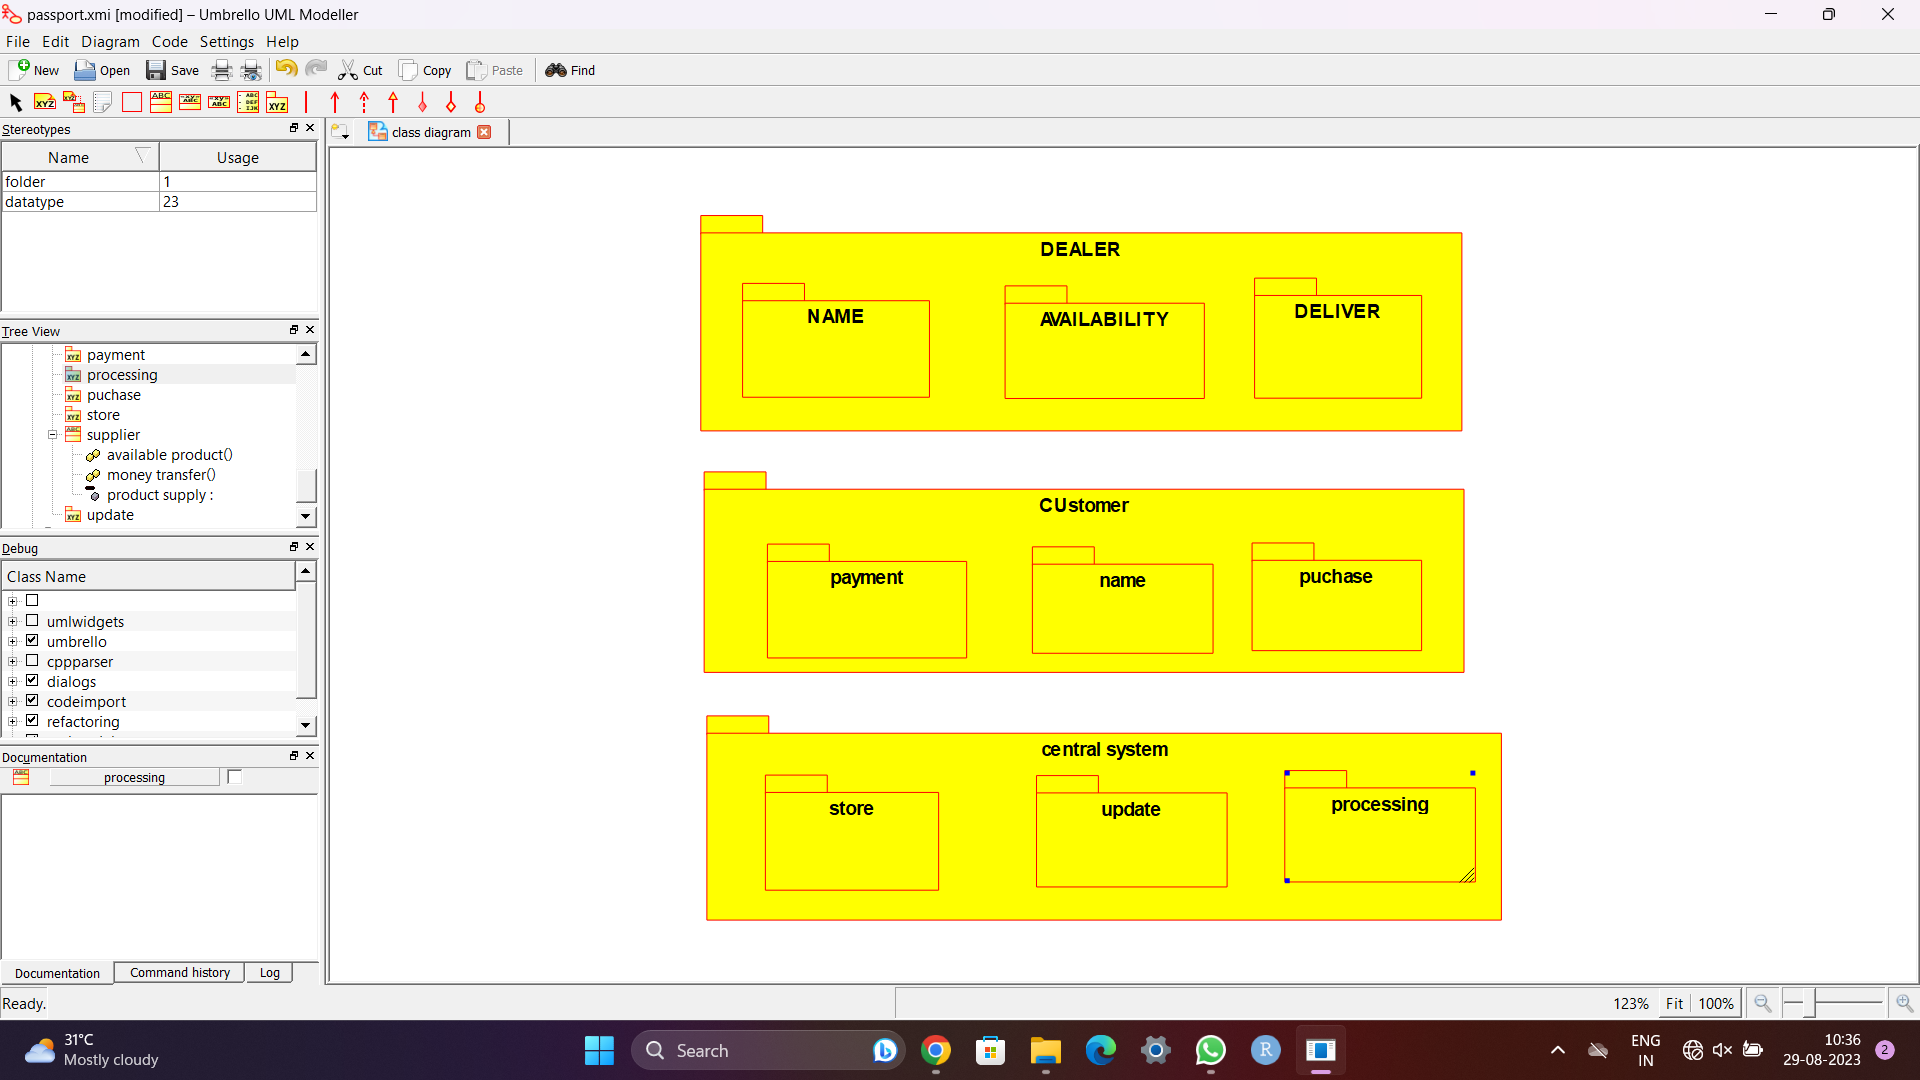 passport.xmi [modified] – Umbrello UML Modeller
File Edit Diagram Code Settings Help
New Open Save Cut Copy Paste Find
Stereotypes
class diagram
Name Usage
folder 1
datatype 23
Tree View
payment
processing
puchase
store
supplier
available product()
money transfer()
product supply :
update
Debug
Class Name
umlwidgets
umbrello
cppparser
dialogs
codeimport
refactoring
Documentation
processing
Documentation Command history Log
DEALER
NAME AVAILABILITY DELIVER
CUstomer
payment name puchase
central system
store update processing
Ready.
123% Fit 100%
31°C
Mostly cloudy
Search
ENG
IN
10:36
29-08-2023
2